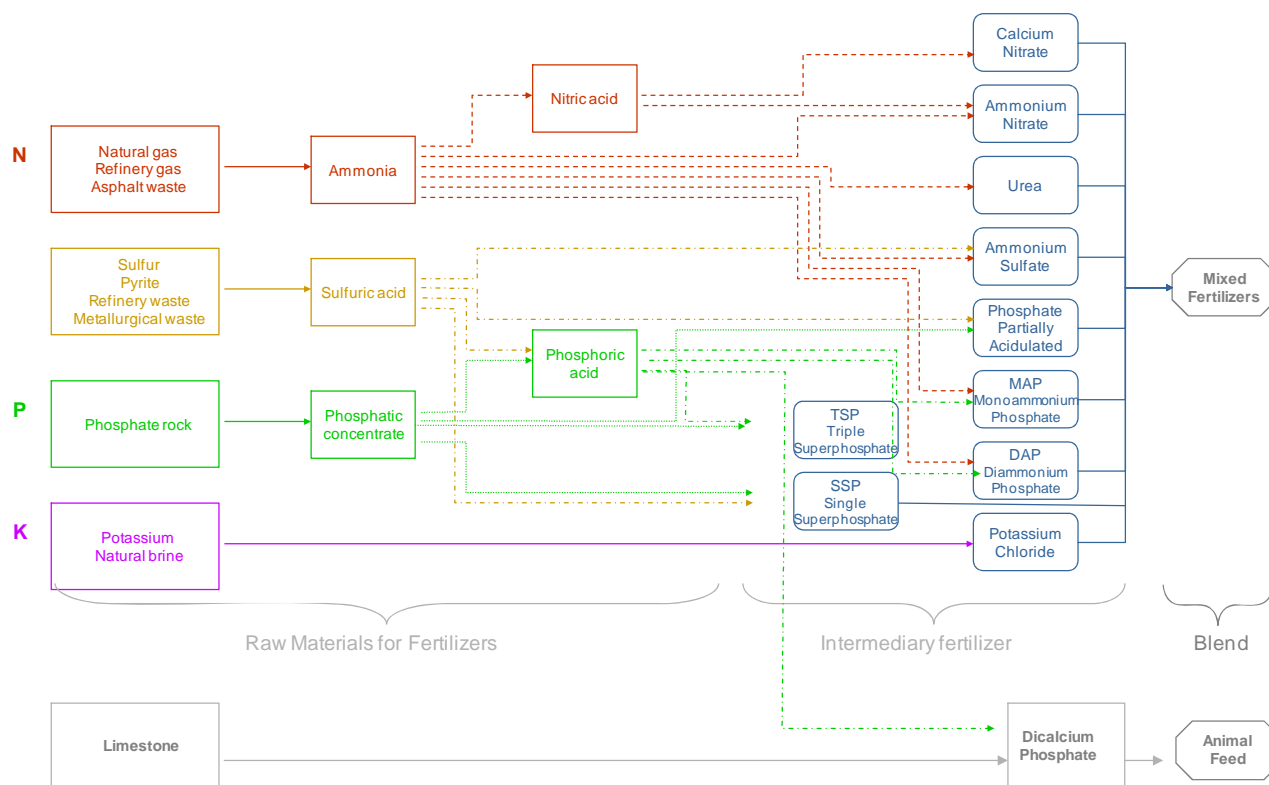 Calcium
Nitrate
Nitric acid
Ammonium
Nitrate
N
Natural gas
Refinery gas
Asphalt waste
Ammonia
Urea
Sulfur
Pyrite
Refinery waste
Metallurgical waste
Sulfuric acid
Ammonium
Sulfate
Mixed
Fertilizers
Phosphate
Partially
Acidulated
Phosphoric
acid
P
Phosphate rock
Phosphatic
concentrate
TSP
Triple
Superphosphate
MAP
Monoammonium
Phosphate
DAP
Diammonium
Phosphate
SSP
Single
Superphosphate
K
Potassium
Natural brine
Potassium
Chloride
Raw Materials for Fertilizers
Intermediary fertilizer
Blend
Limestone
Dicalcium
Phosphate
Animal
Feed